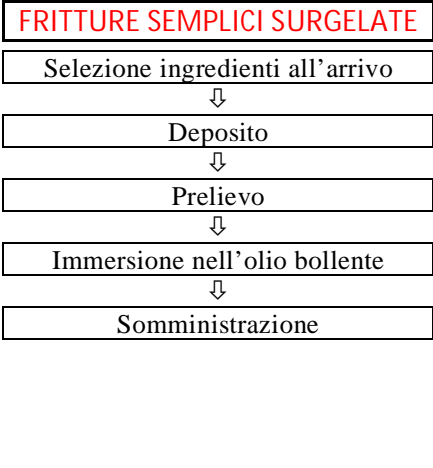 FRITTURE SEMPLICI SURGELATE
Selezione ingredienti all’arrivo
⇩
Deposito
⇩
Prelievo
⇩
Immersione nell’olio bollente
⇩
Somministrazione